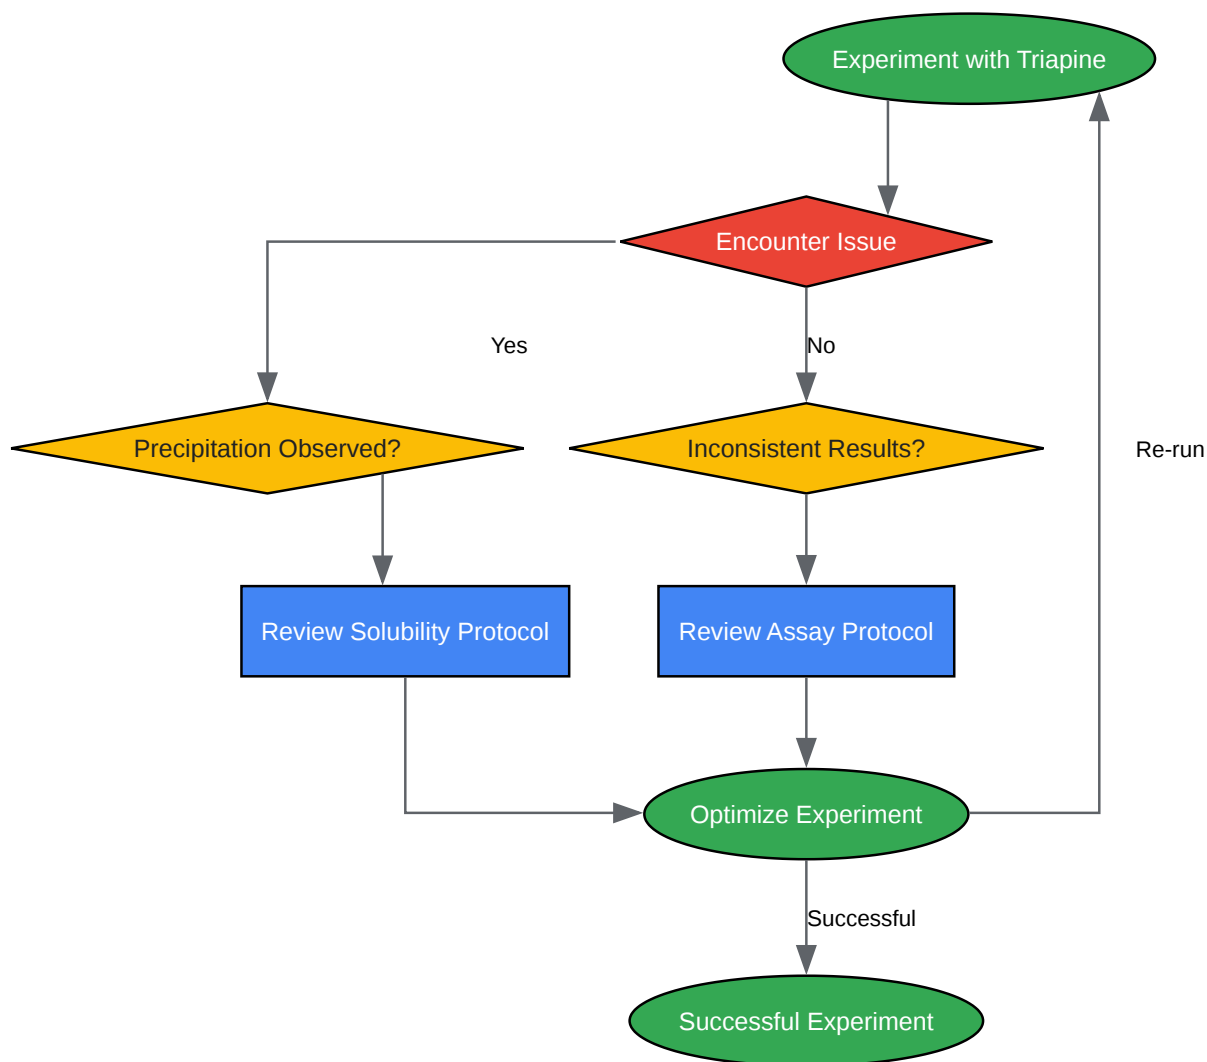 Experiment with Triapine
Encounter Issue
Yes
No
Precipitation Observed?
Inconsistent Results?
Re-run
Review Solubility Protocol
Review Assay Protocol
Optimize Experiment
Successful
Successful Experiment